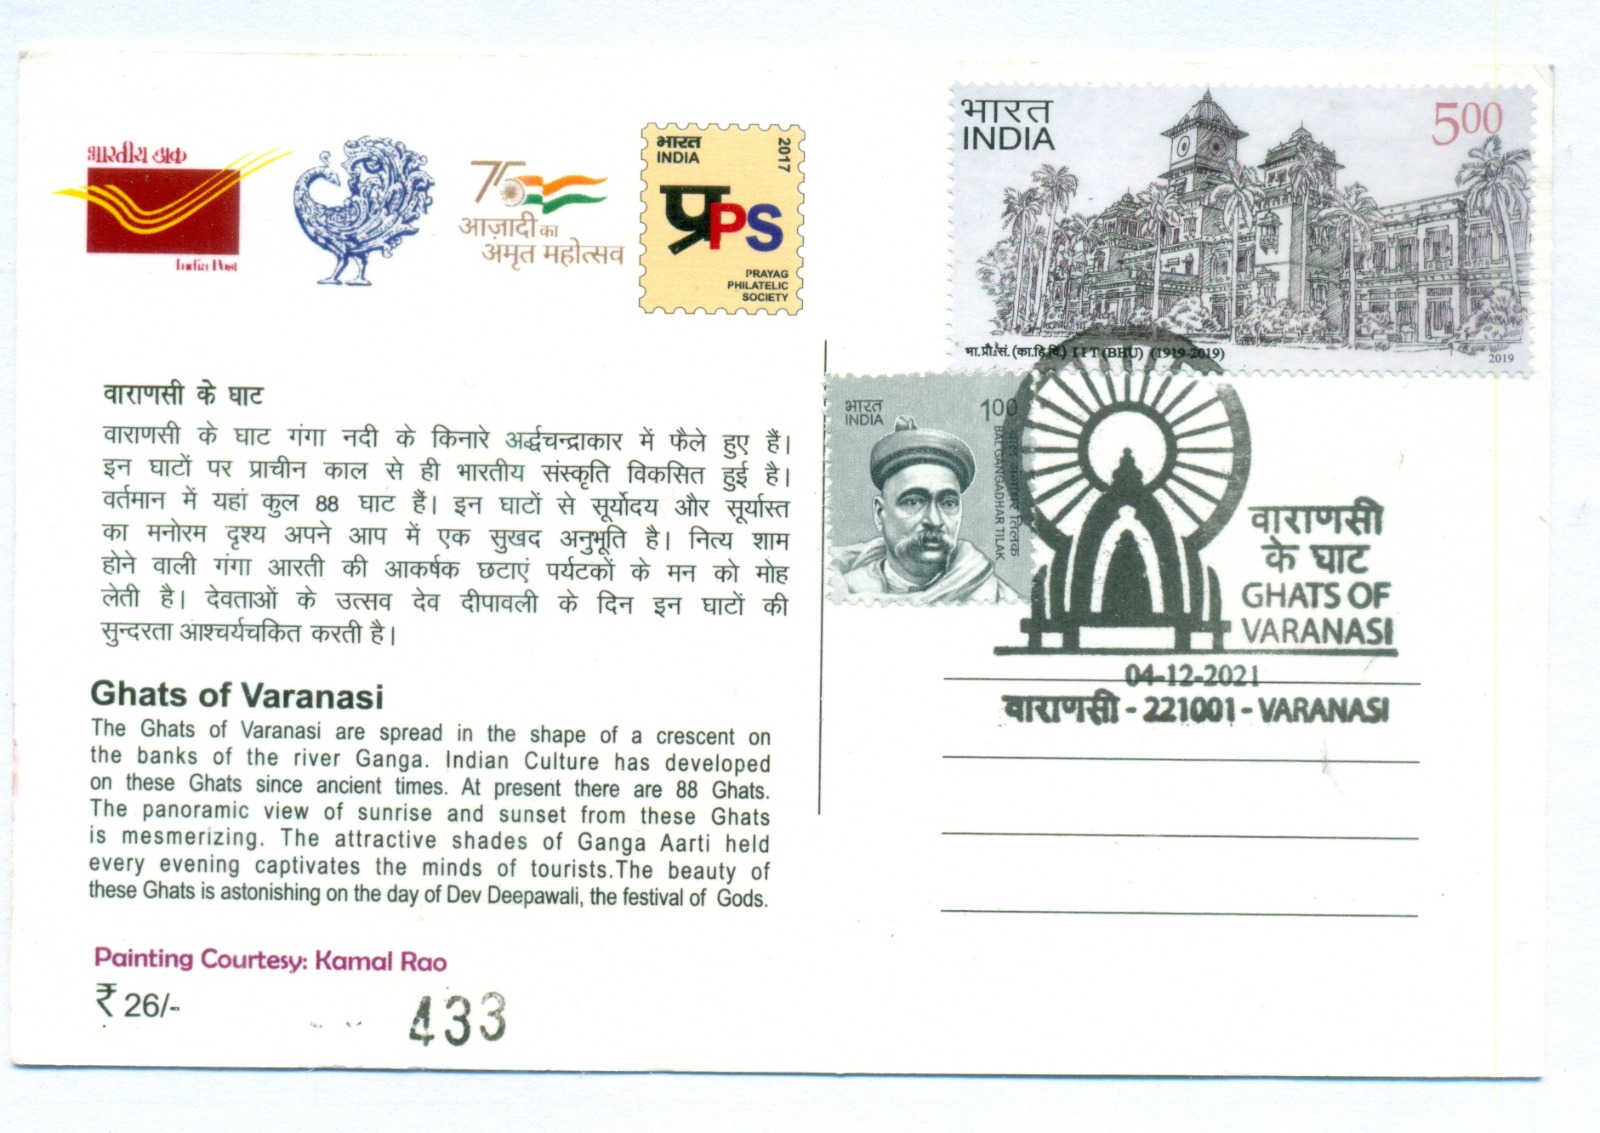 भारतीय डाक
India Post
75
आज़ादी का
अमृत महोत्सव
भारत
INDIA
2017
प्रPS
PRAYAG
PHILATELIC
SOCIETY
भारत
INDIA
500
भा.प्रौ.सं. (का.हि.वि.) I I T (BHU) (1919-2019)
2019
भारत
INDIA
100
बाल गंगाधर तिलक
BAL GANGADHAR TILAK
वाराणसी के घाट
वाराणसी के घाट गंगा नदी के किनारे अर्द्धचन्द्राकार में फैले हुए हैं।
इन घाटों पर प्राचीन काल से ही भारतीय संस्कृति विकसित हुई है।
वर्तमान में यहां कुल 88 घाट हैं। इन घाटों से सूर्योदय और सूर्यास्त
का मनोरम दृश्य अपने आप में एक सुखद अनुभूति है। नित्य शाम
होने वाली गंगा आरती की आकर्षक छटाएं पर्यटकों के मन को मोह
लेती है। देवताओं के उत्सव देव दीपावली के दिन इन घाटों की
सुन्दरता आश्चर्यचकित करती है।
Ghats of Varanasi
The Ghats of Varanasi are spread in the shape of a crescent on
the banks of the river Ganga. Indian Culture has developed
on these Ghats since ancient times. At present there are 88 Ghats.
The panoramic view of sunrise and sunset from these Ghats
is mesmerizing. The attractive shades of Ganga Aarti held
every evening captivates the minds of tourists.The beauty of
these Ghats is astonishing on the day of Dev Deepawali, the festival of Gods.
Painting Courtesy: Kamal Rao
₹ 26/-
433
वाराणसी
के घाट
GHATS OF
VARANASI
04-12-2021
वाराणसी - 221001 - VARANASI